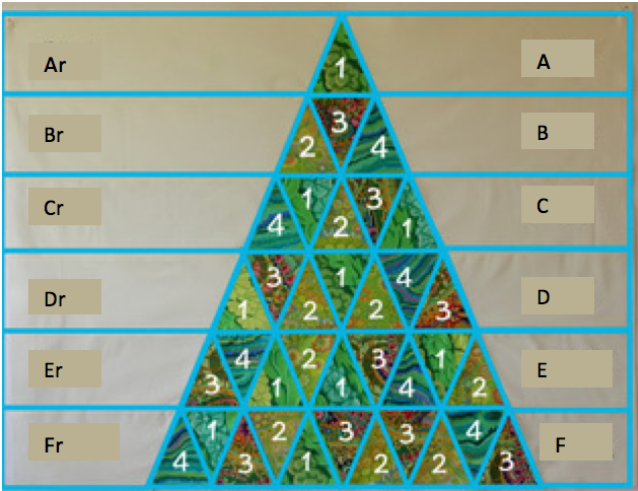 Ar 1 A
Br 2 3 4 B
Cr 4 1 2 3 1 C
Dr 1 3 2 1 2 4 3 D
Er 3 4 1 2 1 3 4 1 2 E
Fr 4 1 3 2 1 3 2 3 2 4 3 F